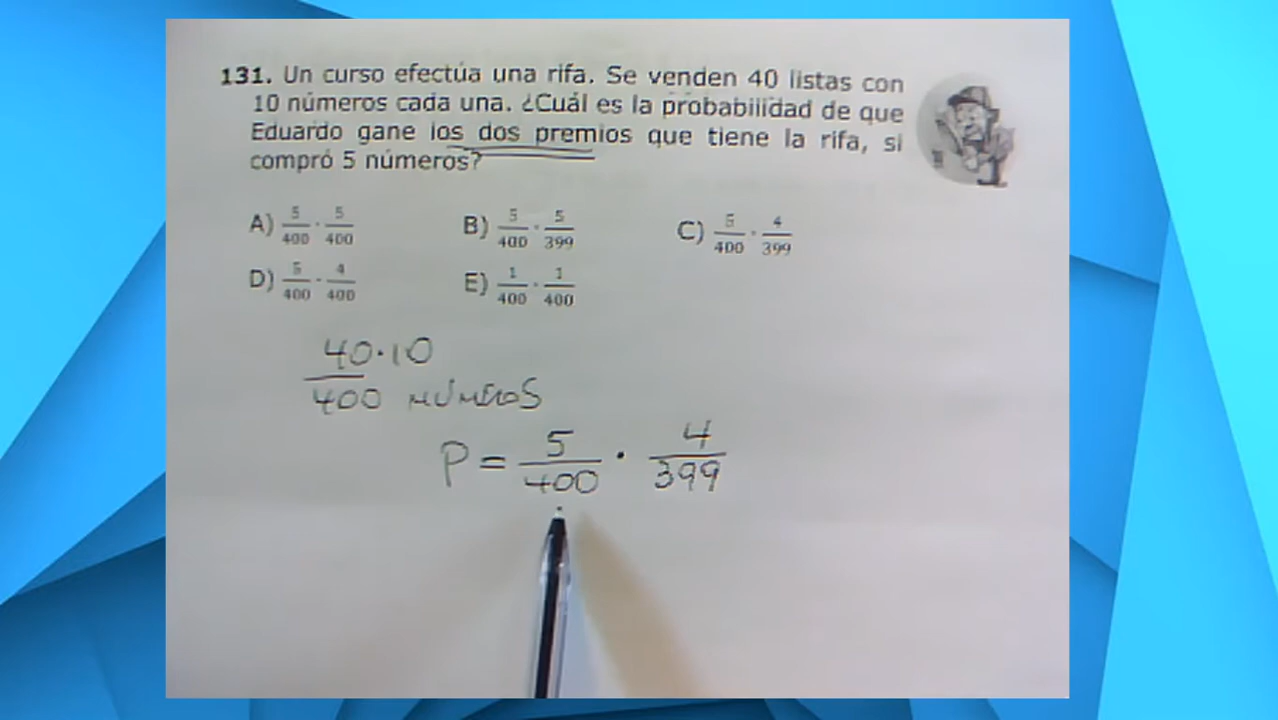 131. Un curso efectúa una rifa. Se venden 40 listas con
10 números cada una. ¿Cuál es la probabilidad de que
Eduardo gane los dos premios que tiene la rifa, si
compró 5 números?
A) 5/400 · 5/400 B) 5/400 · 5/399 C) 5/400 · 4/399
D) 5/400 · 4/400 E) 1/400 · 1/400
40·10
400 NÚMEROS
P = 5/400 · 4/399